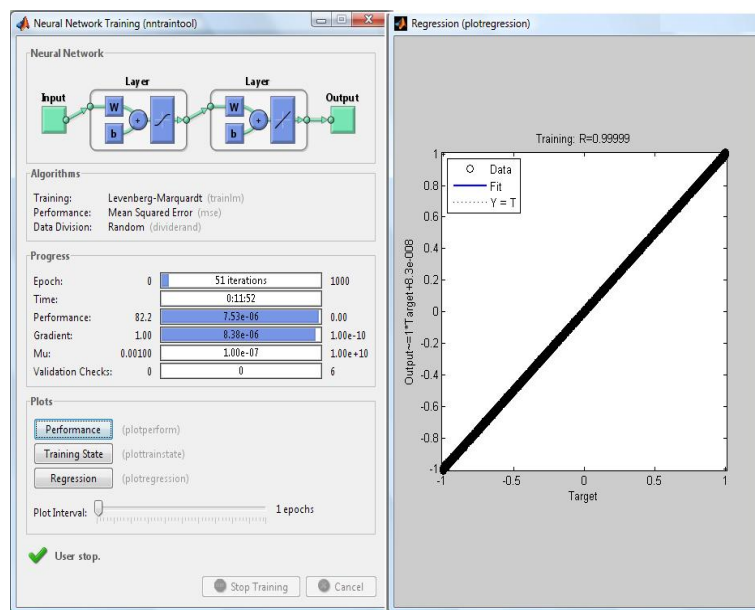 Neural Network Training (nntraintool)
Neural Network
Layer Layer
Input Output
W W
+ +
b b
Algorithms
Training: Levenberg-Marquardt (trainlm)
Performance: Mean Squared Error (mse)
Data Division: Random (dividerand)
Progress
Epoch: 0 51 iterations 1000
Time: 0:11:52
Performance: 82.2 7.53e-06 0.00
Gradient: 1.00 8.38e-06 1.00e-10
Mu: 0.00100 1.00e-07 1.00e+10
Validation Checks: 0 0 6
Plots
Performance (plotperform)
Training State (plottrainstate)
Regression (plotregression)
Plot Interval: 1 epochs
User stop.
Stop Training Cancel
Regression (plotregression)
Training: R=0.99999
Data
Fit
Y = T
Output~=1*Target+8.3e-008
1
0.8
0.6
0.4
0.2
0
-0.2
-0.4
-0.6
-0.8
-1
-1 -0.5 0 0.5 1
Target